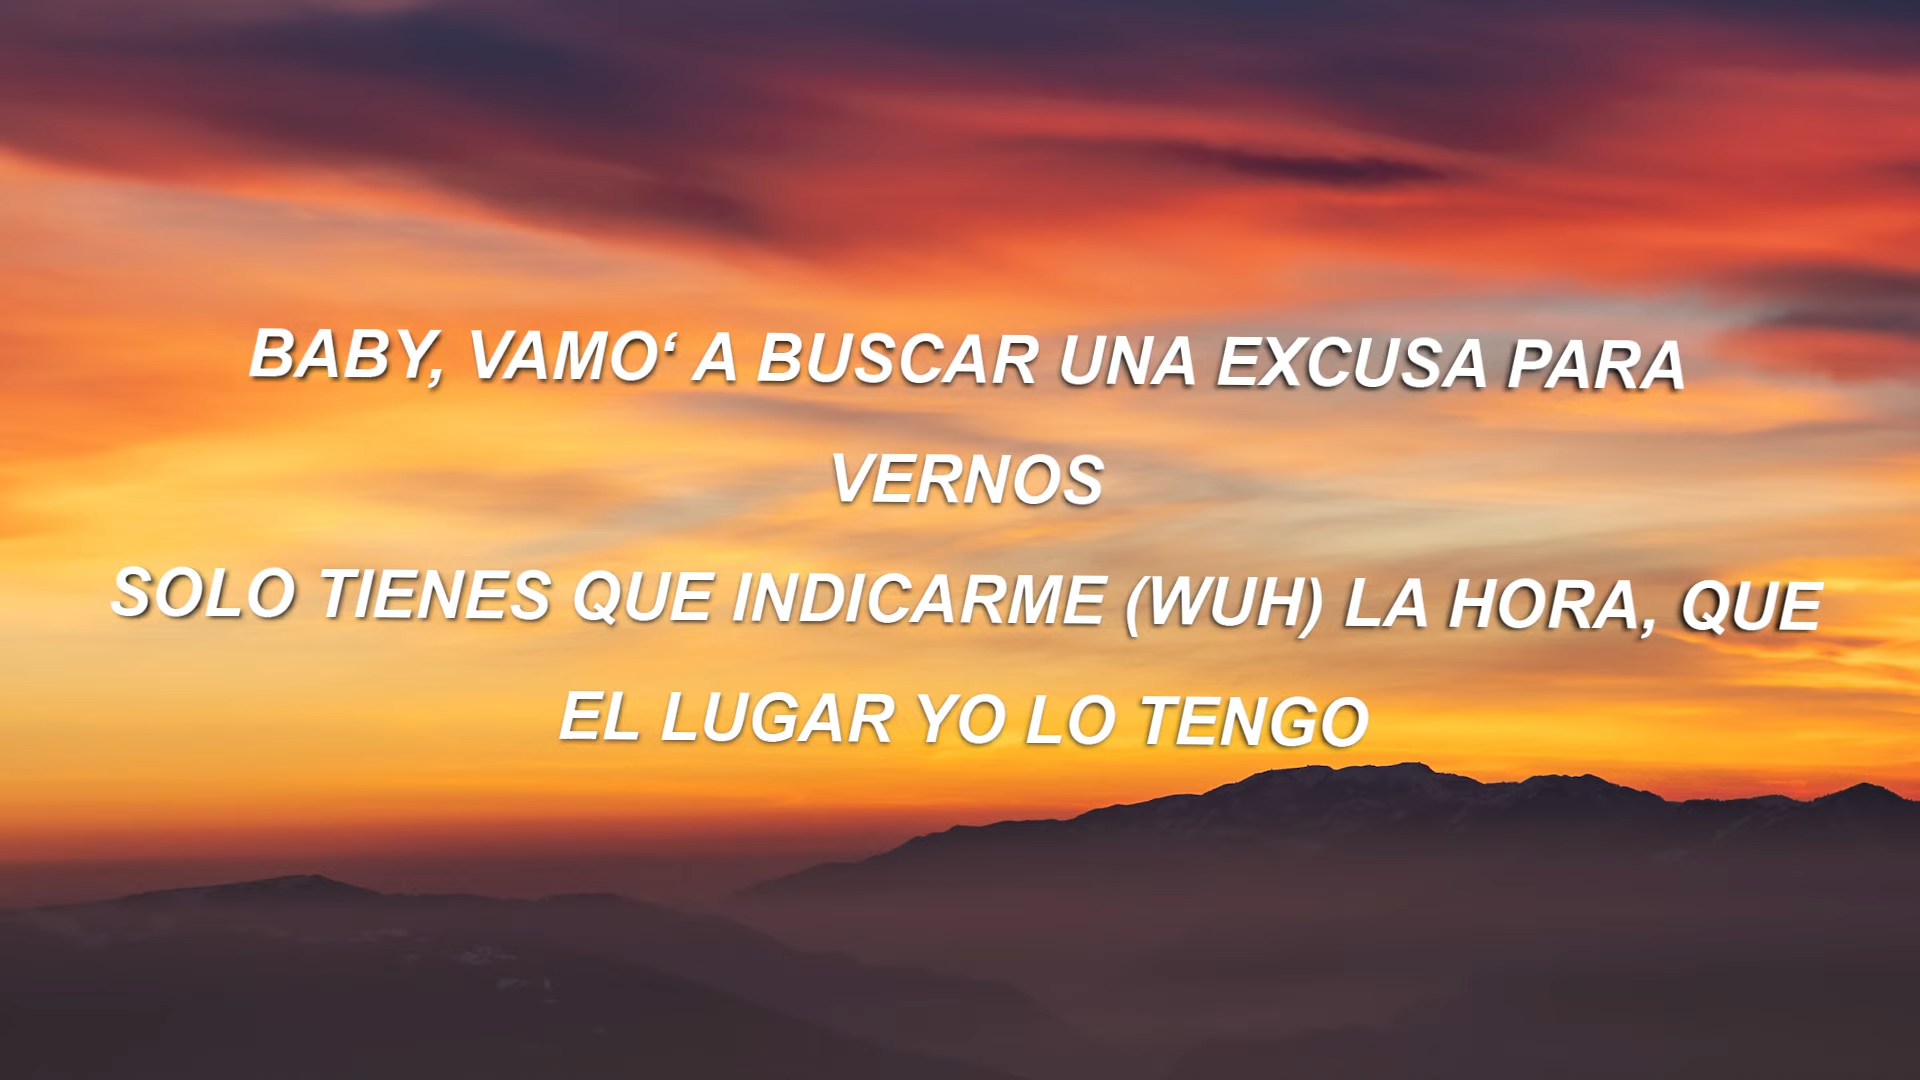 BABY, VAMO‘ A BUSCAR UNA EXCUSA PARA
VERNOS
SOLO TIENES QUE INDICARME (WUH) LA HORA, QUE
EL LUGAR YO LO TENGO